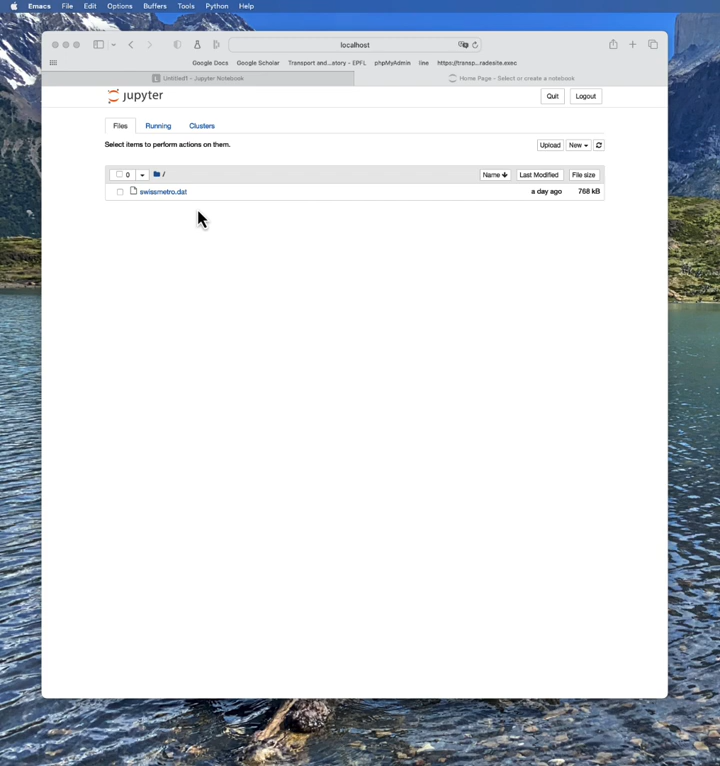 Emacs File Edit Options Buffers Tools Python Help
localhost
Google Docs Google Scholar Transport and...story - EPFL phpMyAdmin line https://transp...radesite.exec
Untitled1 - Jupyter Notebook Home Page - Select or create a notebook
jupyter Quit Logout
Files Running Clusters
Select items to perform actions on them. Upload New
0 / Name Last Modified File size
swissmetro.dat a day ago 768 kB